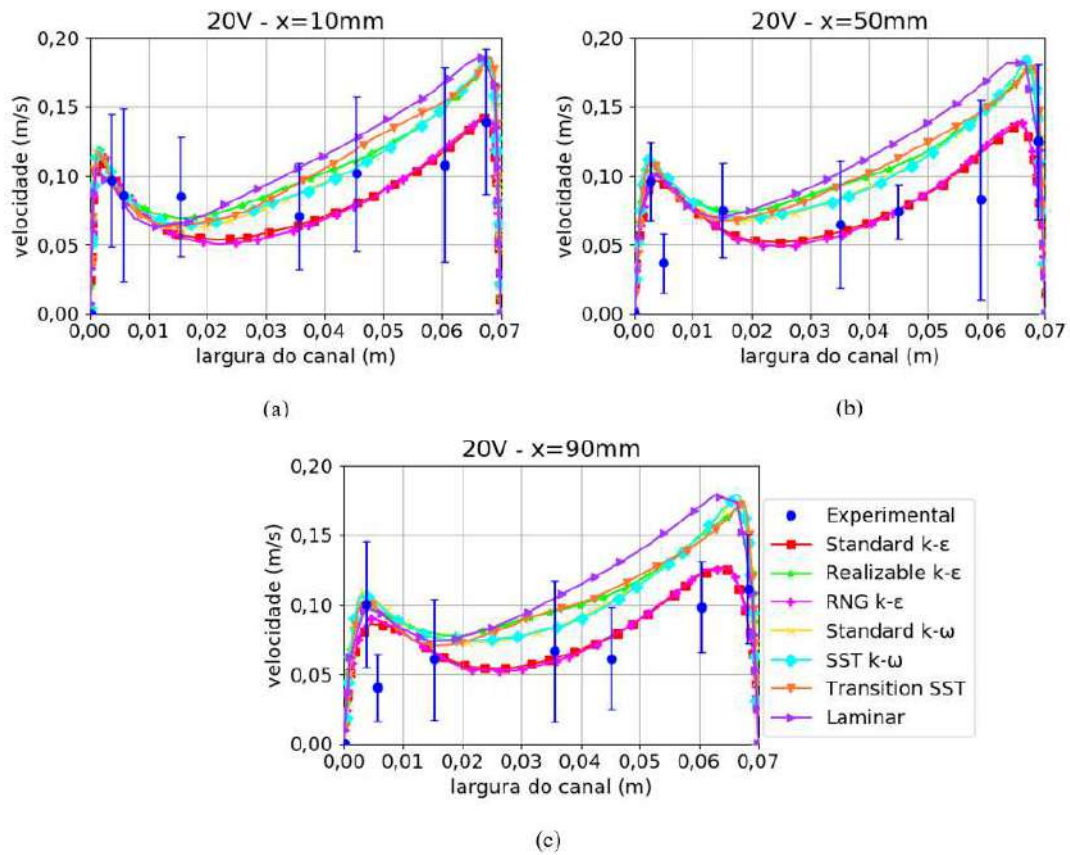 20V - x=10mm
0,20
0,15
0,10
0,05
0,00
velocidade (m/s)
0,00 0,01 0,02 0,03 0,04 0,05 0,06 0,07
largura do canal (m)
(a)
20V - x=50mm
0,20
0,15
0,10
0,05
0,00
velocidade (m/s)
0,00 0,01 0,02 0,03 0,04 0,05 0,06 0,07
largura do canal (m)
(b)
20V - x=90mm
0,20
0,15
0,10
0,05
0,00
velocidade (m/s)
0,00 0,01 0,02 0,03 0,04 0,05 0,06 0,07
largura do canal (m)
(c)
Experimental
Standard k-ε
Realizable k-ε
RNG k-ε
Standard k-ω
SST k-ω
Transition SST
Laminar